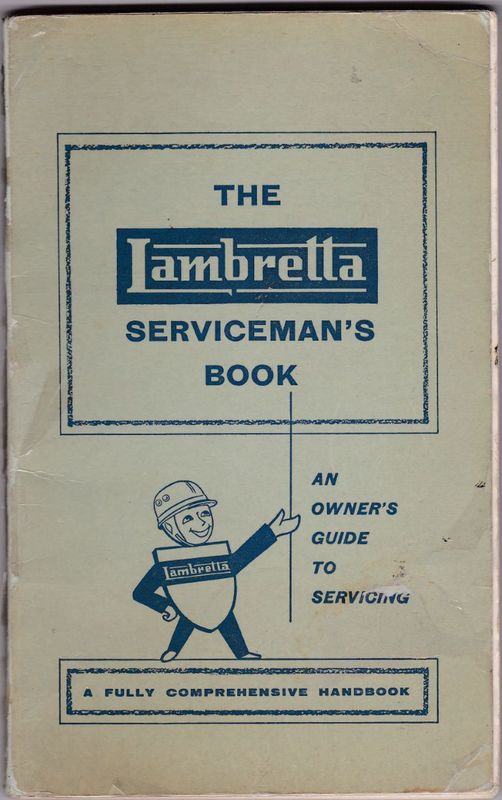 THE
Lambretta
SERVICEMAN'S
BOOK
AN
OWNER'S
GUIDE
TO
SERVICING
Lambretta
A FULLY COMPREHENSIVE HANDBOOK